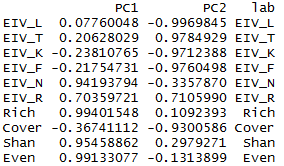 PC1 PC2 lab
EIV_L 0.07760048 -0.9969845 EIV_L
EIV_T 0.20628029 0.9784929 EIV_T
EIV_K -0.23810765 -0.9712388 EIV_K
EIV_F -0.21754731 -0.9760498 EIV_F
EIV_N 0.94193794 -0.3357870 EIV_N
EIV_R 0.70359721 0.7105990 EIV_R
Rich 0.99401548 0.1092393 Rich
Cover -0.36741112 -0.9300586 Cover
Shan 0.95458862 0.2979271 Shan
Even 0.99133077 -0.1313899 Even